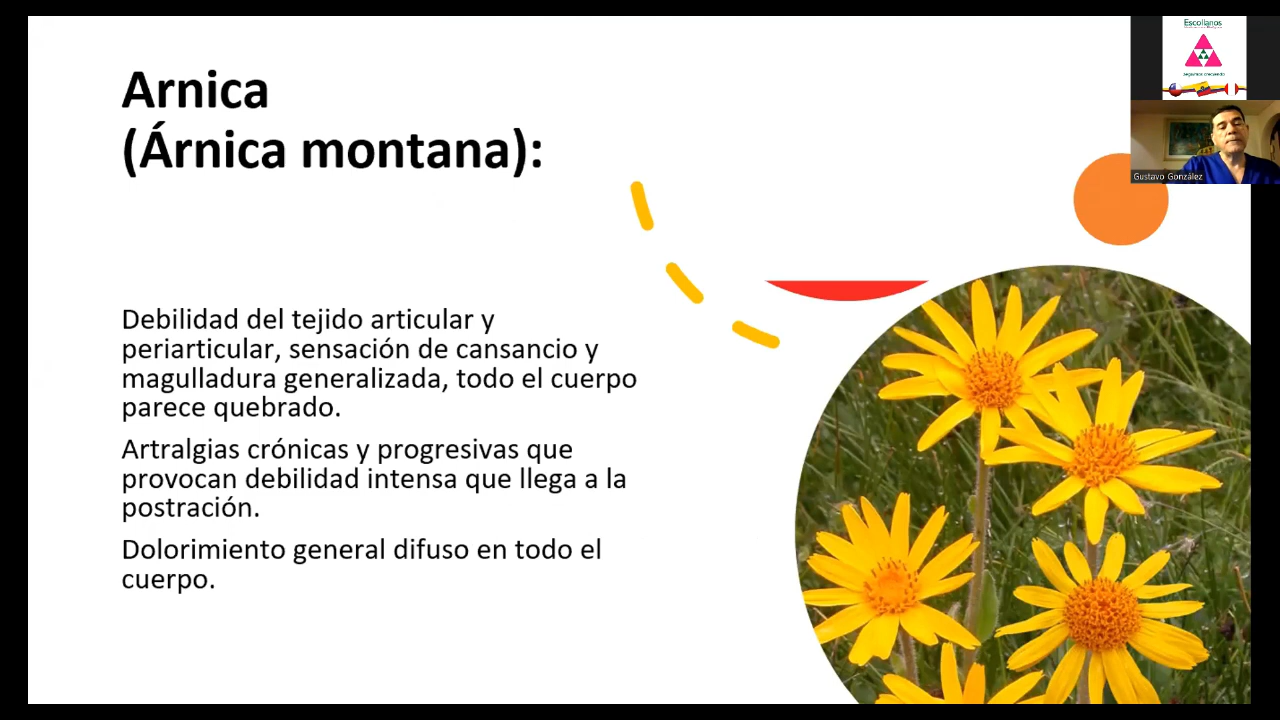 Arnica
(Árnica montana):
Debilidad del tejido articular y
periarticular, sensación de cansancio y
magulladura generalizada, todo el cuerpo
parece quebrado.
Artralgias crónicas y progresivas que
provocan debilidad intensa que llega a la
postración.
Dolorimiento general difuso en todo el
cuerpo.
Escollanos
Gustavo González